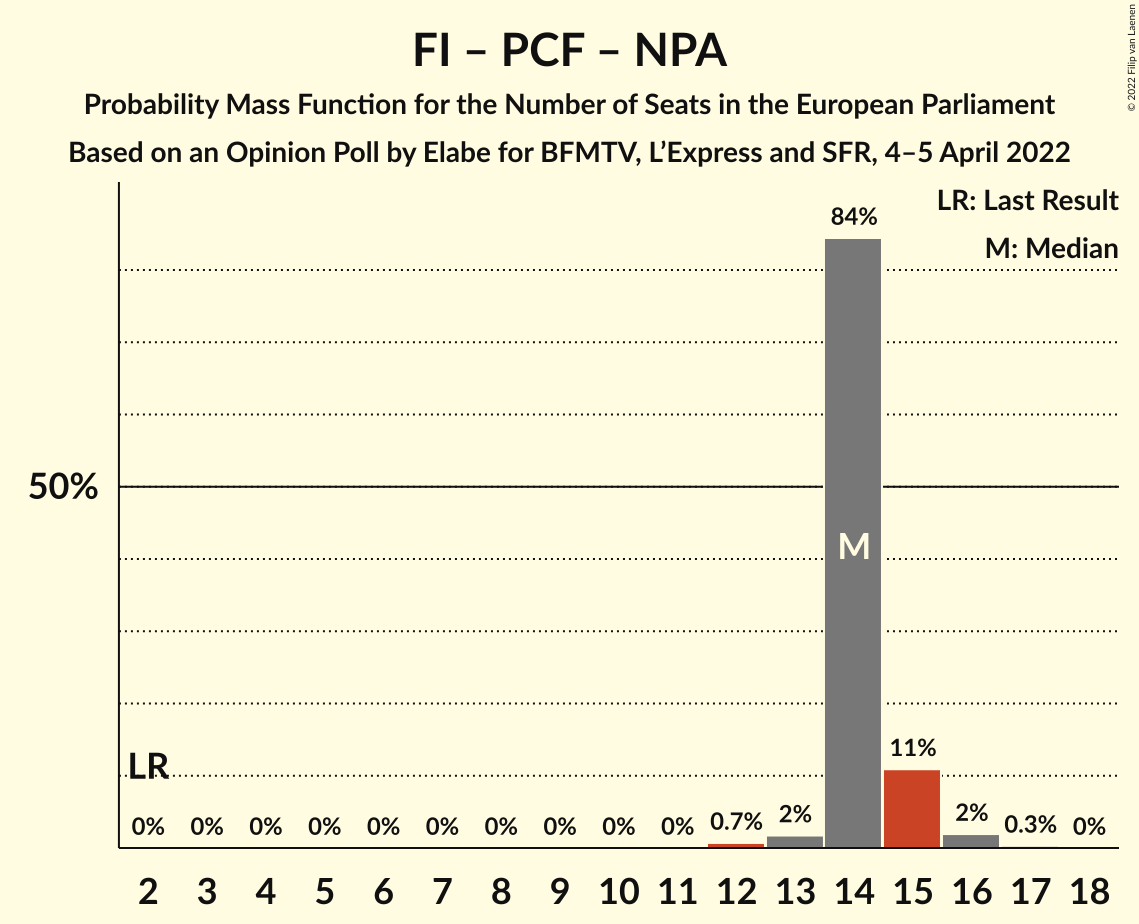 FI – PCF – NPA
Probability Mass Function for the Number of Seats in the European Parliament
Based on an Opinion Poll by Elabe for BFMTV, L’Express and SFR, 4–5 April 2022
© 2022 Filip van Laenen
LR: Last Result
M: Median
84%
50%
M
LR
11%
0% 0% 0% 0% 0% 0% 0% 0% 0% 0% 0.7% 2% 2% 0.3% 0%
2 3 4 5 6 7 8 9 10 11 12 13 14 15 16 17 18